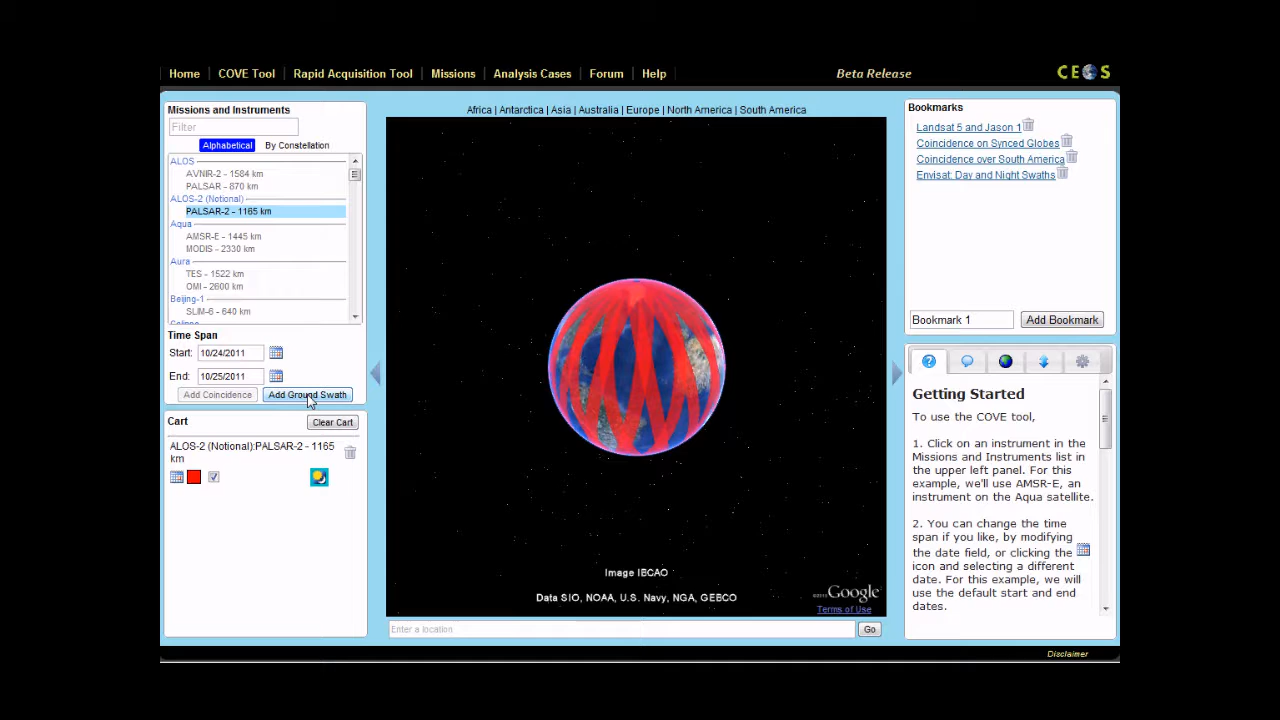 Home COVE Tool Rapid Acquisition Tool Missions Analysis Cases Forum Help Beta Release CEOS
Missions and Instruments
Filter
Alphabetical By Constellation
ALOS
AVNIR-2 - 1584 km
PALSAR - 870 km
ALOS-2 (Notional)
PALSAR-2 - 1165 km
Aqua
AMSR-E - 1445 km
MODIS - 2330 km
Aura
TES - 1522 km
OMI - 2600 km
Beijing-1
SLIM-6 - 640 km
Time Span
Start: 10/24/2011
End: 10/25/2011
Add Coincidence Add Ground Swath
Cart Clear Cart
ALOS-2 (Notional):PALSAR-2 - 1165
km
Africa | Antarctica | Asia | Australia | Europe | North America | South America
Image IBCAO
Data SIO, NOAA, U.S. Navy, NGA, GEBCO
Google
Terms of Use
Enter a location Go
Bookmarks
Landsat 5 and Jason 1
Coincidence on Synced Globes
Coincidence over South America
Envisat: Day and Night Swaths
Bookmark 1 Add Bookmark
Getting Started
To use the COVE tool,
1. Click on an instrument in the
Missions and Instruments list in
the upper left panel. For this
example, we'll use AMSR-E, an
instrument on the Aqua satellite.
2. You can change the time
span if you like, by modifying
the date field, or clicking the
icon and selecting a different
date. For this example, we will
use the default start and end
dates.
Disclaimer